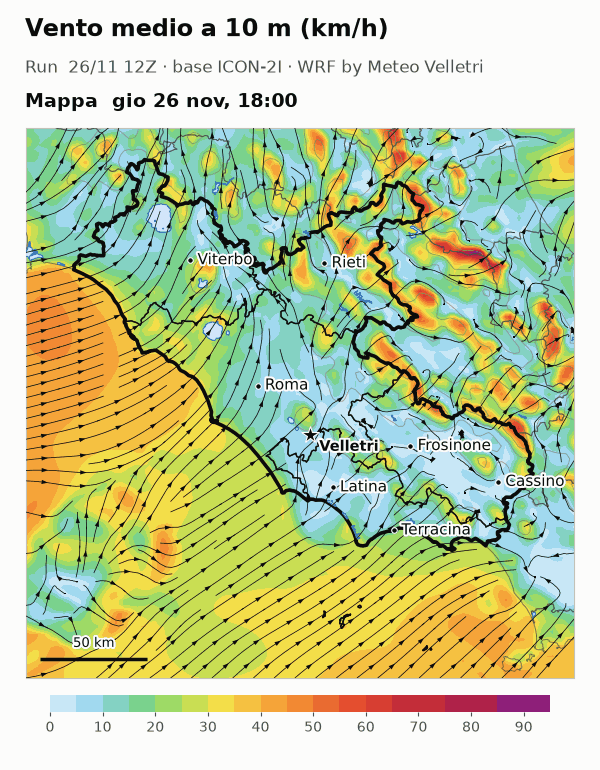 Vento medio a 10 m (km/h)
Run  26/11 12Z · base ICON-2I · WRF by Meteo Velletri
Mappa  gio 26 nov, 18:00
Viterbo
Rieti
Roma
Velletri
Frosinone
Cassino
Latina
Terracina
50 km
0 10 20 30 40 50 60 70 80 90